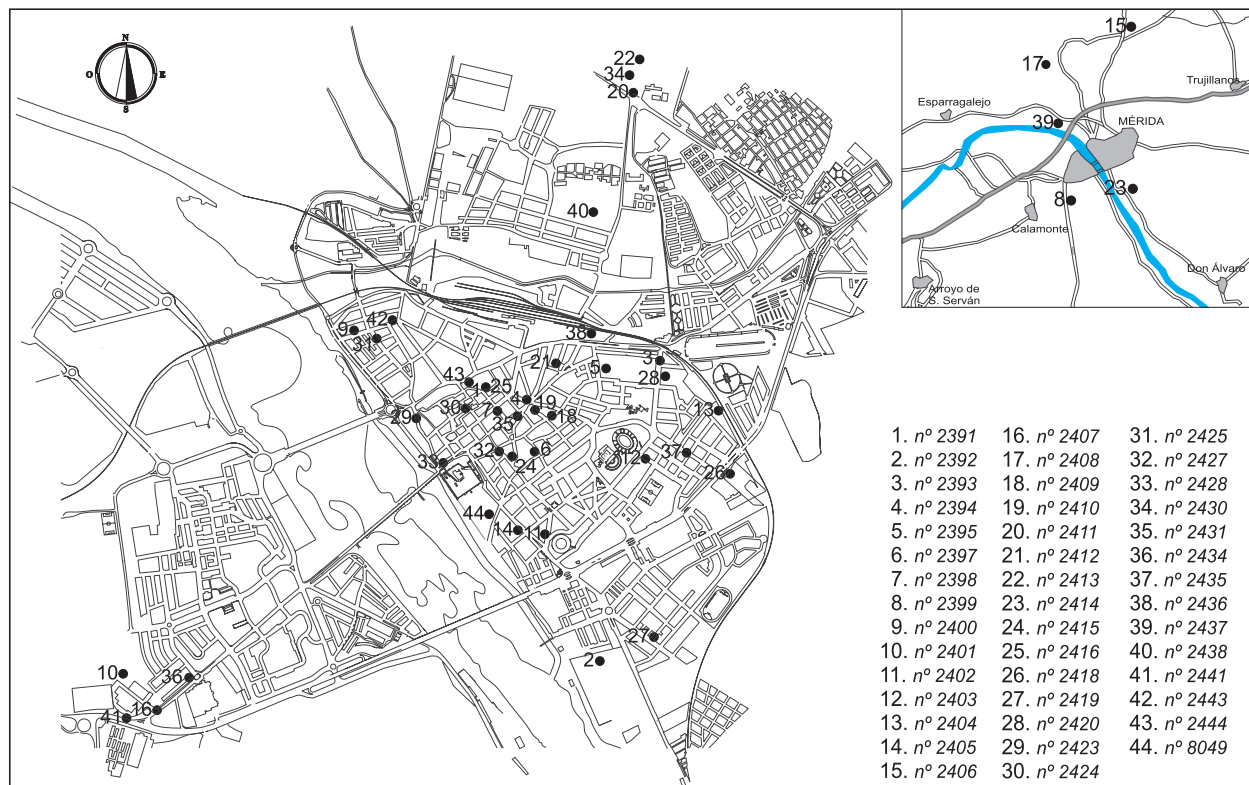 N
O
E
S
22
34
20
40
9
42
31
38
21
5
3
28
43
1
25
4
19
18
30
7
35
29
13
32
24
6
12
37
26
33
44
14
11
27
2
10
36
16
41
15
17
Trujillanos
Esparragalejo
39
MÉRIDA
23
8
Calamonte
Don Álvaro
Arroyo de
S. Serván
1. nº 2391
2. nº 2392
3. nº 2393
4. nº 2394
5. nº 2395
6. nº 2397
7. nº 2398
8. nº 2399
9. nº 2400
10. nº 2401
11. nº 2402
12. nº 2403
13. nº 2404
14. nº 2405
15. nº 2406
16. nº 2407
17. nº 2408
18. nº 2409
19. nº 2410
20. nº 2411
21. nº 2412
22. nº 2413
23. nº 2414
24. nº 2415
25. nº 2416
26. nº 2418
27. nº 2419
28. nº 2420
29. nº 2423
30. nº 2424
31. nº 2425
32. nº 2427
33. nº 2428
34. nº 2430
35. nº 2431
36. nº 2434
37. nº 2435
38. nº 2436
39. nº 2437
40. nº 2438
41. nº 2441
42. nº 2443
43. nº 2444
44. nº 8049